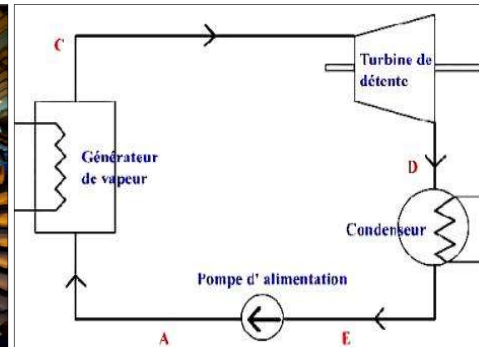 C
Turbine de
détente
Générateur
de vapeur
D
Condenseur
Pompe d' alimentation
A
E